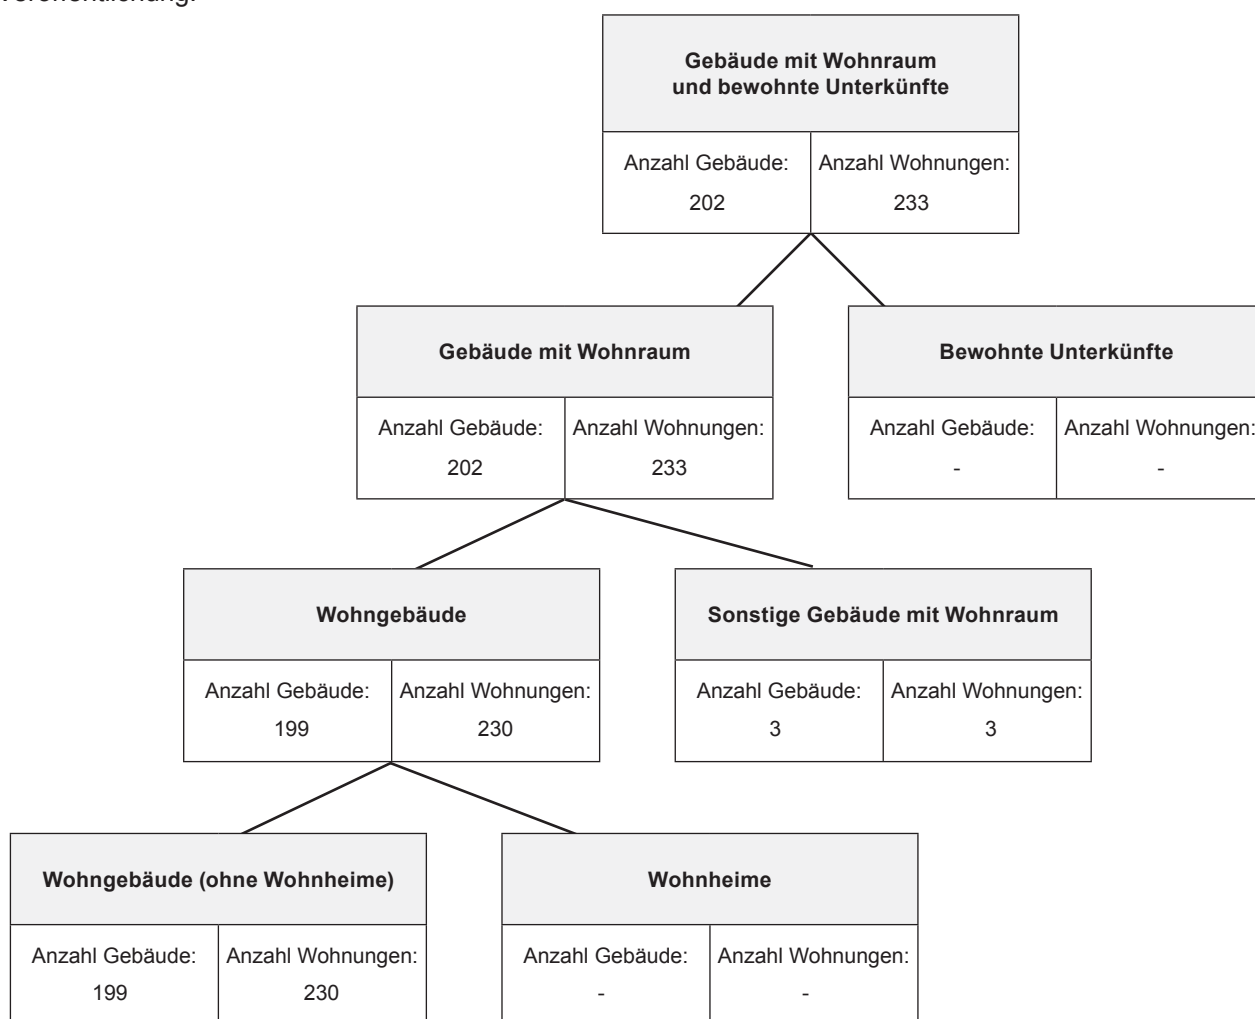 Veröffentlichung.
Gebäude mit Wohnraum
und bewohnte Unterkünfte
Anzahl Gebäude: Anzahl Wohnungen:
202 233
Gebäude mit Wohnraum Bewohnte Unterkünfte
Anzahl Gebäude: Anzahl Wohnungen: Anzahl Gebäude: Anzahl Wohnungen:
202 233 - -
Wohngebäude Sonstige Gebäude mit Wohnraum
Anzahl Gebäude: Anzahl Wohnungen: Anzahl Gebäude: Anzahl Wohnungen:
199 230 3 3
Wohngebäude (ohne Wohnheime) Wohnheime
Anzahl Gebäude: Anzahl Wohnungen: Anzahl Gebäude: Anzahl Wohnungen:
199 230 - -